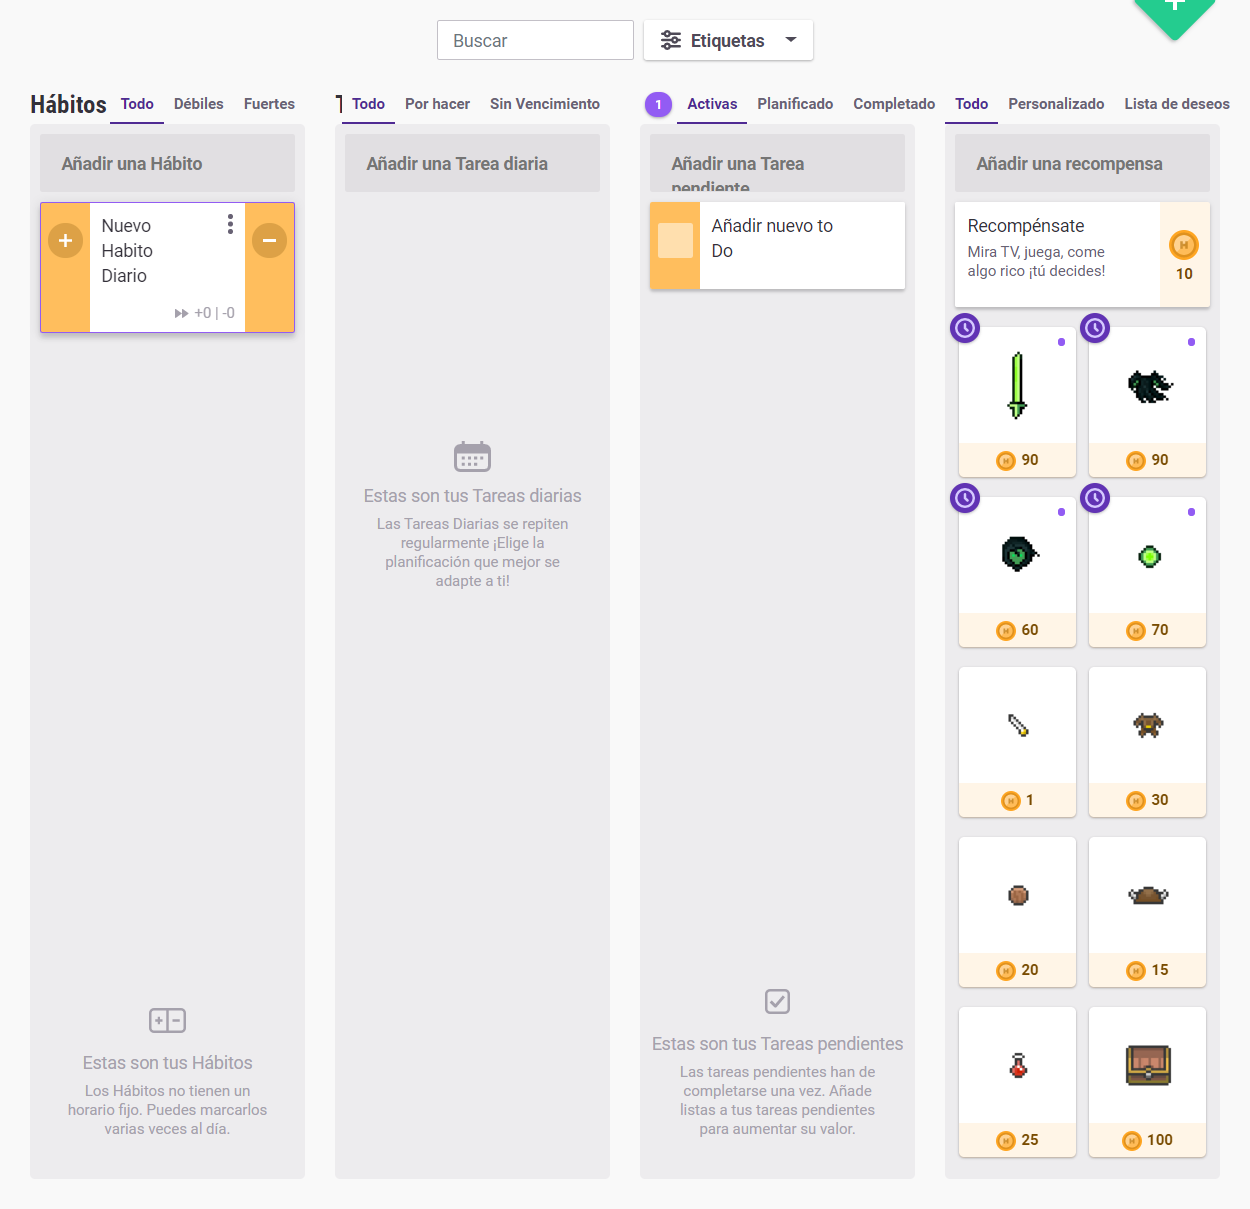 Buscar
Etiquetas
Hábitos
Todo
Débiles
Fuertes
Todo
Por hacer
Sin Vencimiento
1
Activas
Planificado
Completado
Todo
Personalizado
Lista de deseos
Añadir una Hábito
Nuevo
Habito
Diario
+0 | -0
Estas son tus Hábitos
Los Hábitos no tienen un
horario fijo. Puedes marcarlos
varias veces al día.
Añadir una Tarea diaria
Estas son tus Tareas diarias
Las Tareas Diarias se repiten
regularmente ¡Elige la
planificación que mejor se
adapte a ti!
Añadir una Tarea
pendiente
Añadir nuevo to
Do
Estas son tus Tareas pendientes
Las tareas pendientes han de
completarse una vez. Añade
listas a tus tareas pendientes
para aumentar su valor.
Añadir una recompensa
Recompénsate
Mira TV, juega, come
algo rico ¡tú decides!
10
90
90
60
70
1
30
20
15
25
100